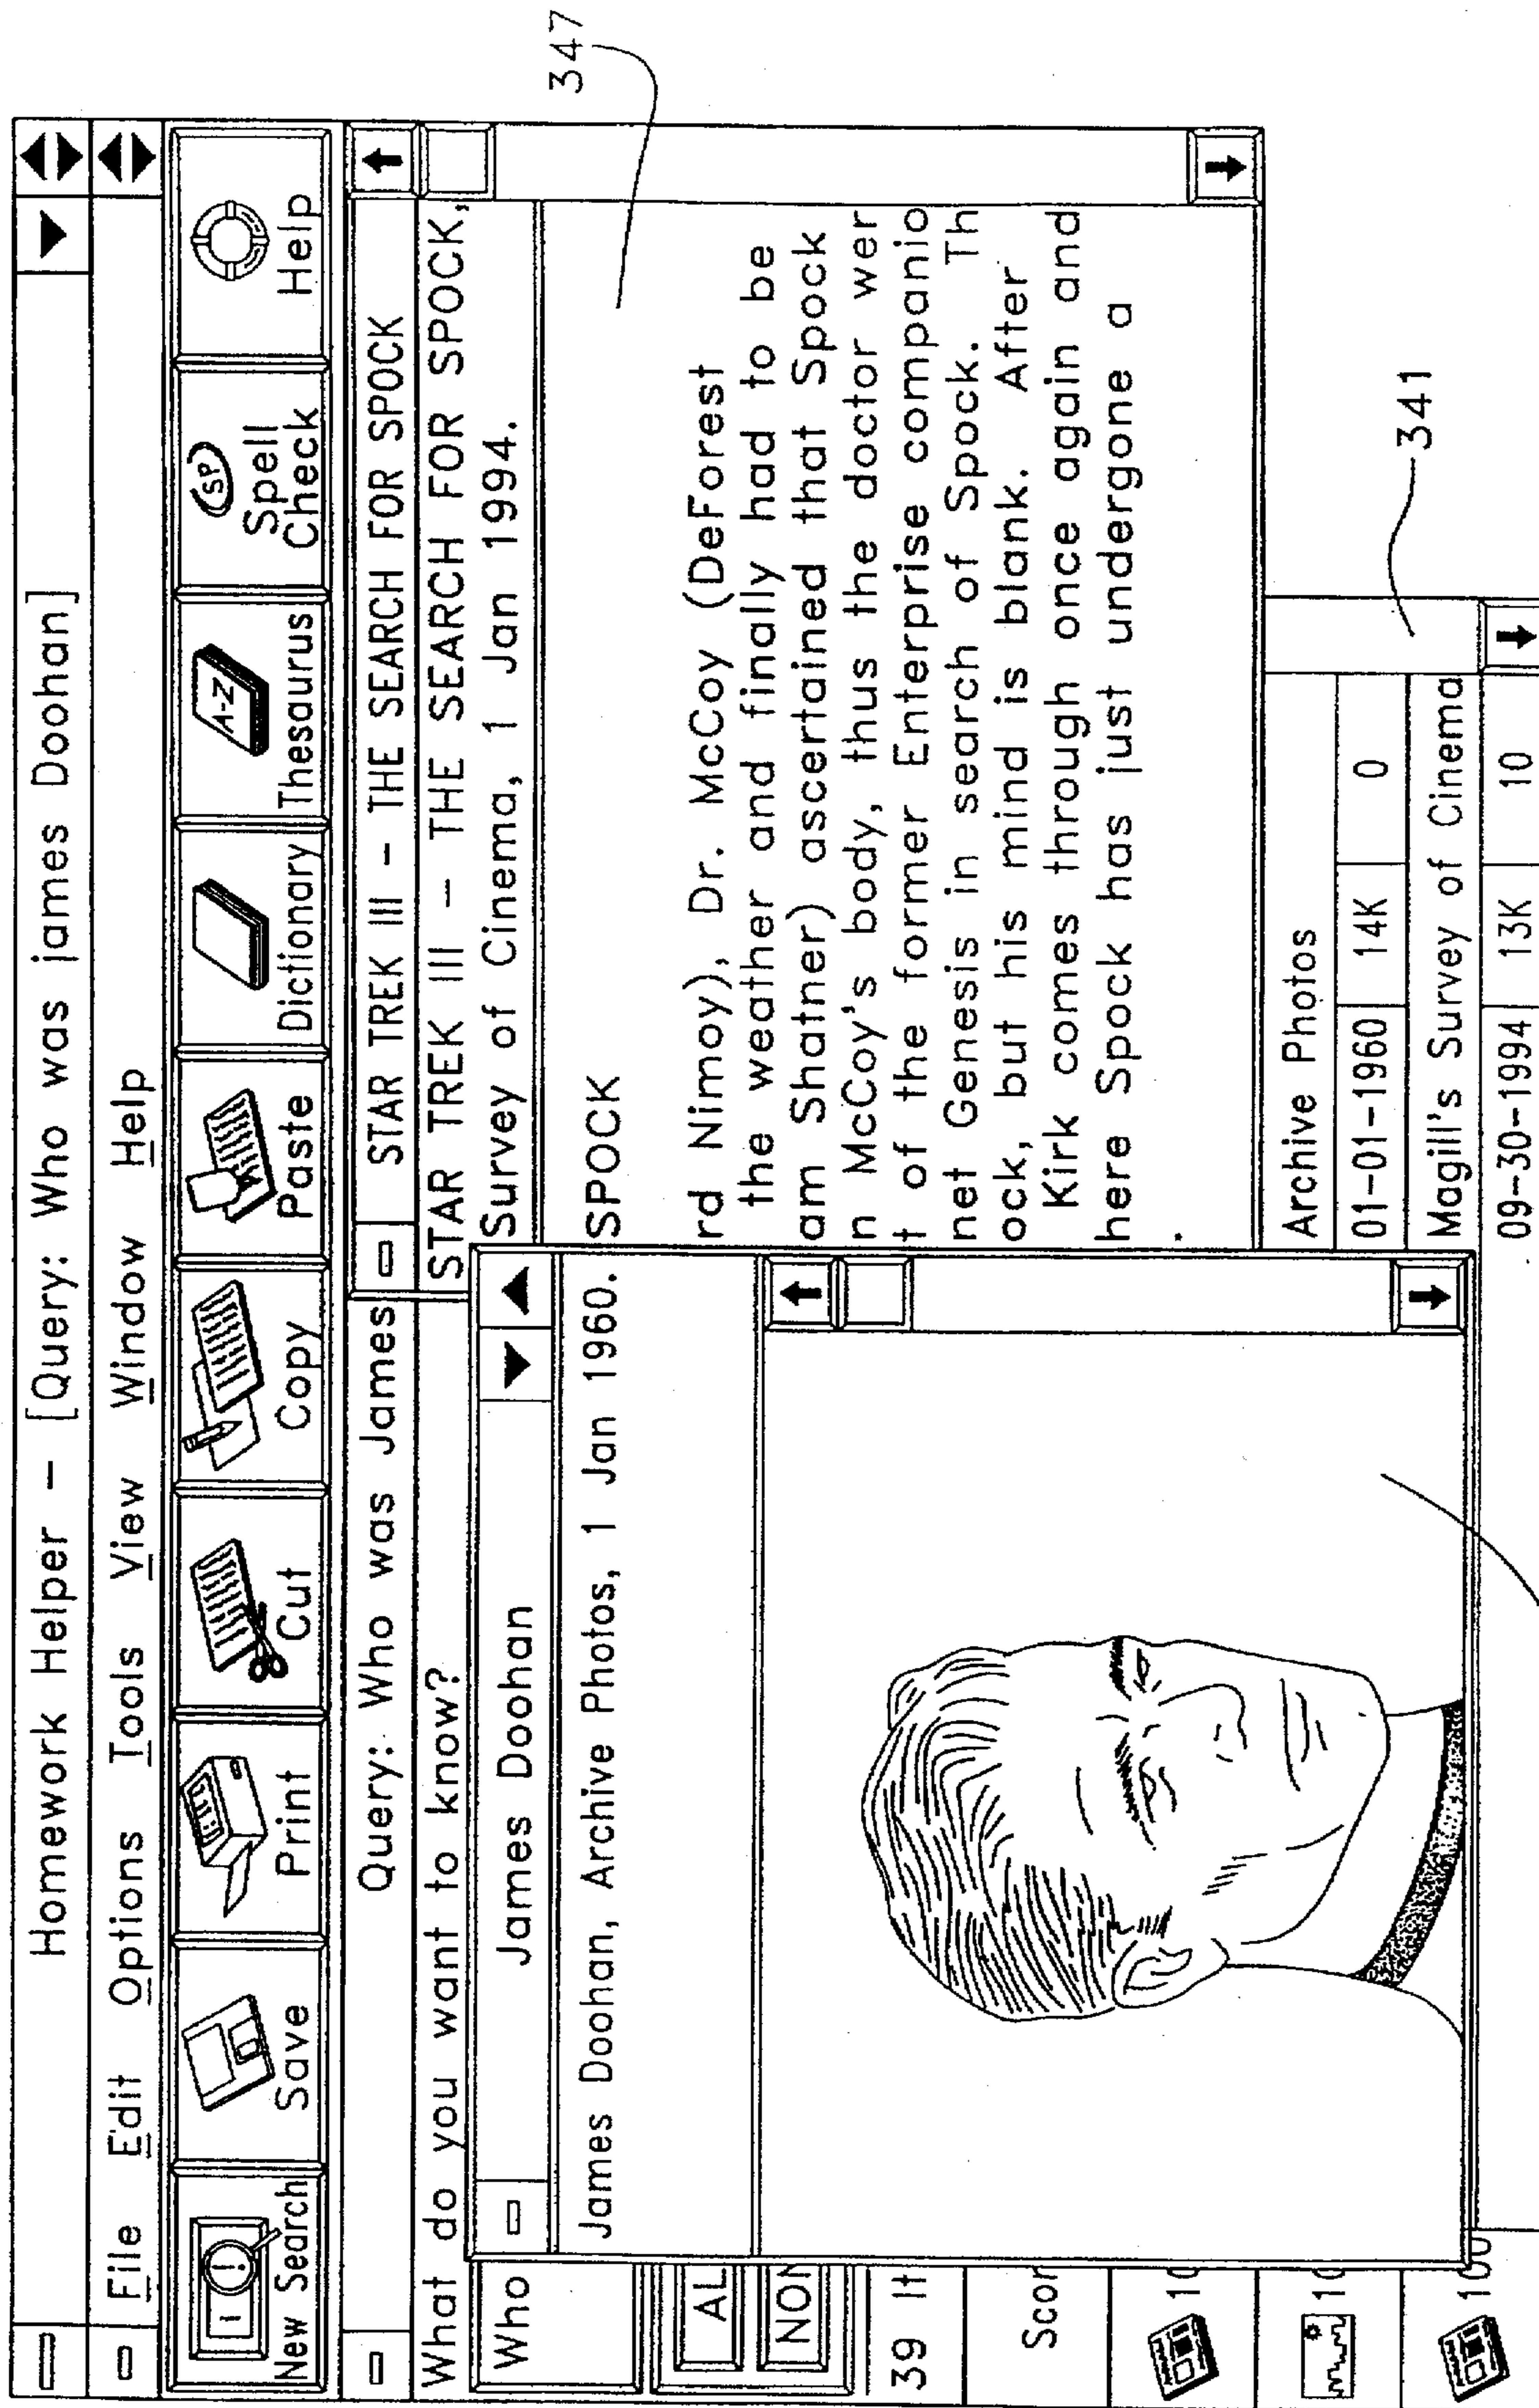 Homework Helper – [Query: Who was james Doohan]
File Edit Options Tools View Window Help
New Search
Save
Print
Cut
Copy
Paste
Dictionary
Thesaurus
SP
Spell
Check
A-Z
Help
Query: Who was James
STAR TREK III – THE SEARCH FOR SPOCK
What do you want to know?
STAR TREK III – THE SEARCH FOR SPOCK,
Survey of Cinema, 1 Jan 1994.
Who
James Doohan
James Doohan, Archive Photos, 1 Jan 1960.
SPOCK
rd Nimoy), Dr. McCoy (DeForest
the weather and finally had to be
am Shatner) ascertained that Spock
n McCoy's body, thus the doctor wer
t of the former Enterprise companio
net Genesis in search of Spock. Th
ock, but his mind is blank. After
Kirk comes through once again and
here Spock has just undergone a
.
347
AL
NON
39 It
Scor
10
Archive Photos
10
01-01-1960 14K 0
Magill's Survey of Cinema
100
09-30-1994 13K 10
341